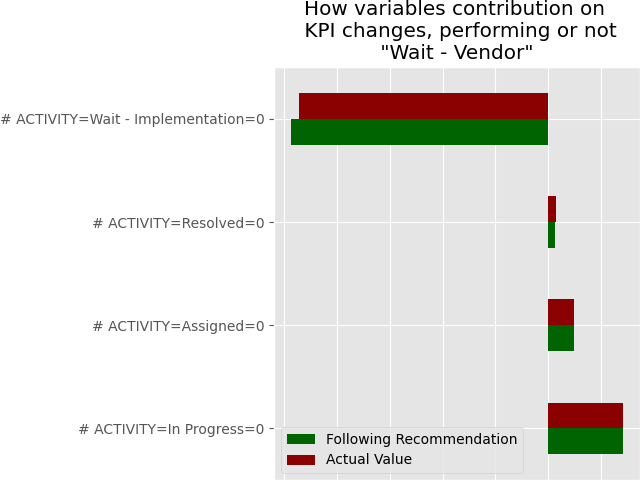 How variables contribution on
KPI changes, performing or not
"Wait - Vendor"
# ACTIVITY=Wait - Implementation=0
# ACTIVITY=Resolved=0
# ACTIVITY=Assigned=0
# ACTIVITY=In Progress=0
Following Recommendation
Actual Value